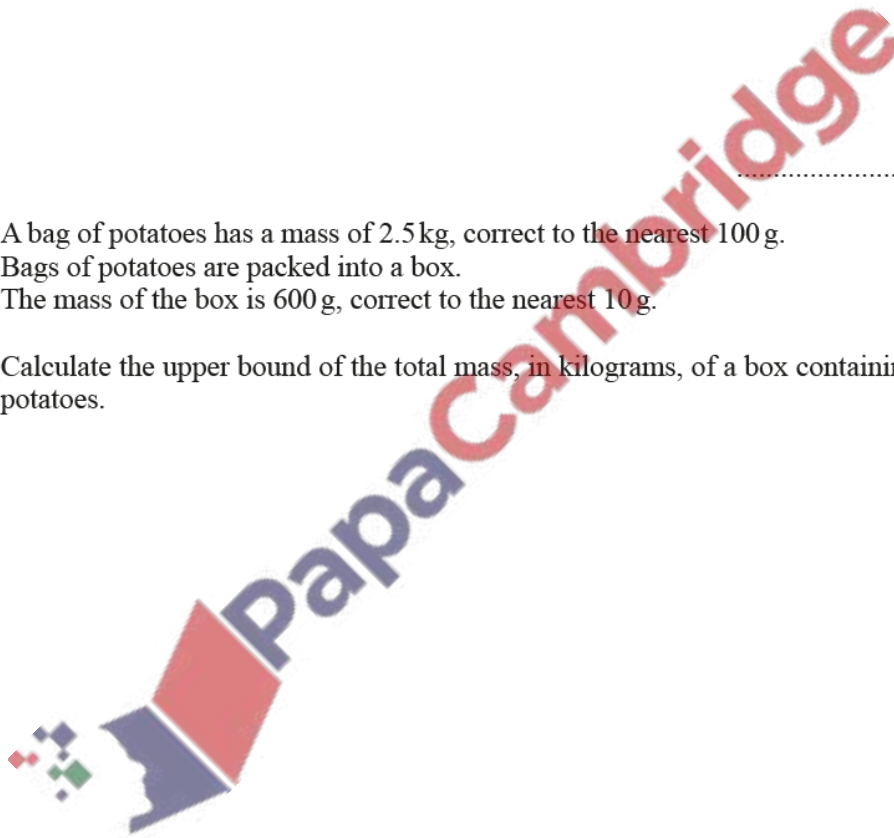 ....................
A bag of potatoes has a mass of 2.5 kg, correct to the nearest 100 g.
Bags of potatoes are packed into a box.
The mass of the box is 600 g, correct to the nearest 10 g.
Calculate the upper bound of the total mass, in kilograms, of a box
potatoes.
PapaCambridge